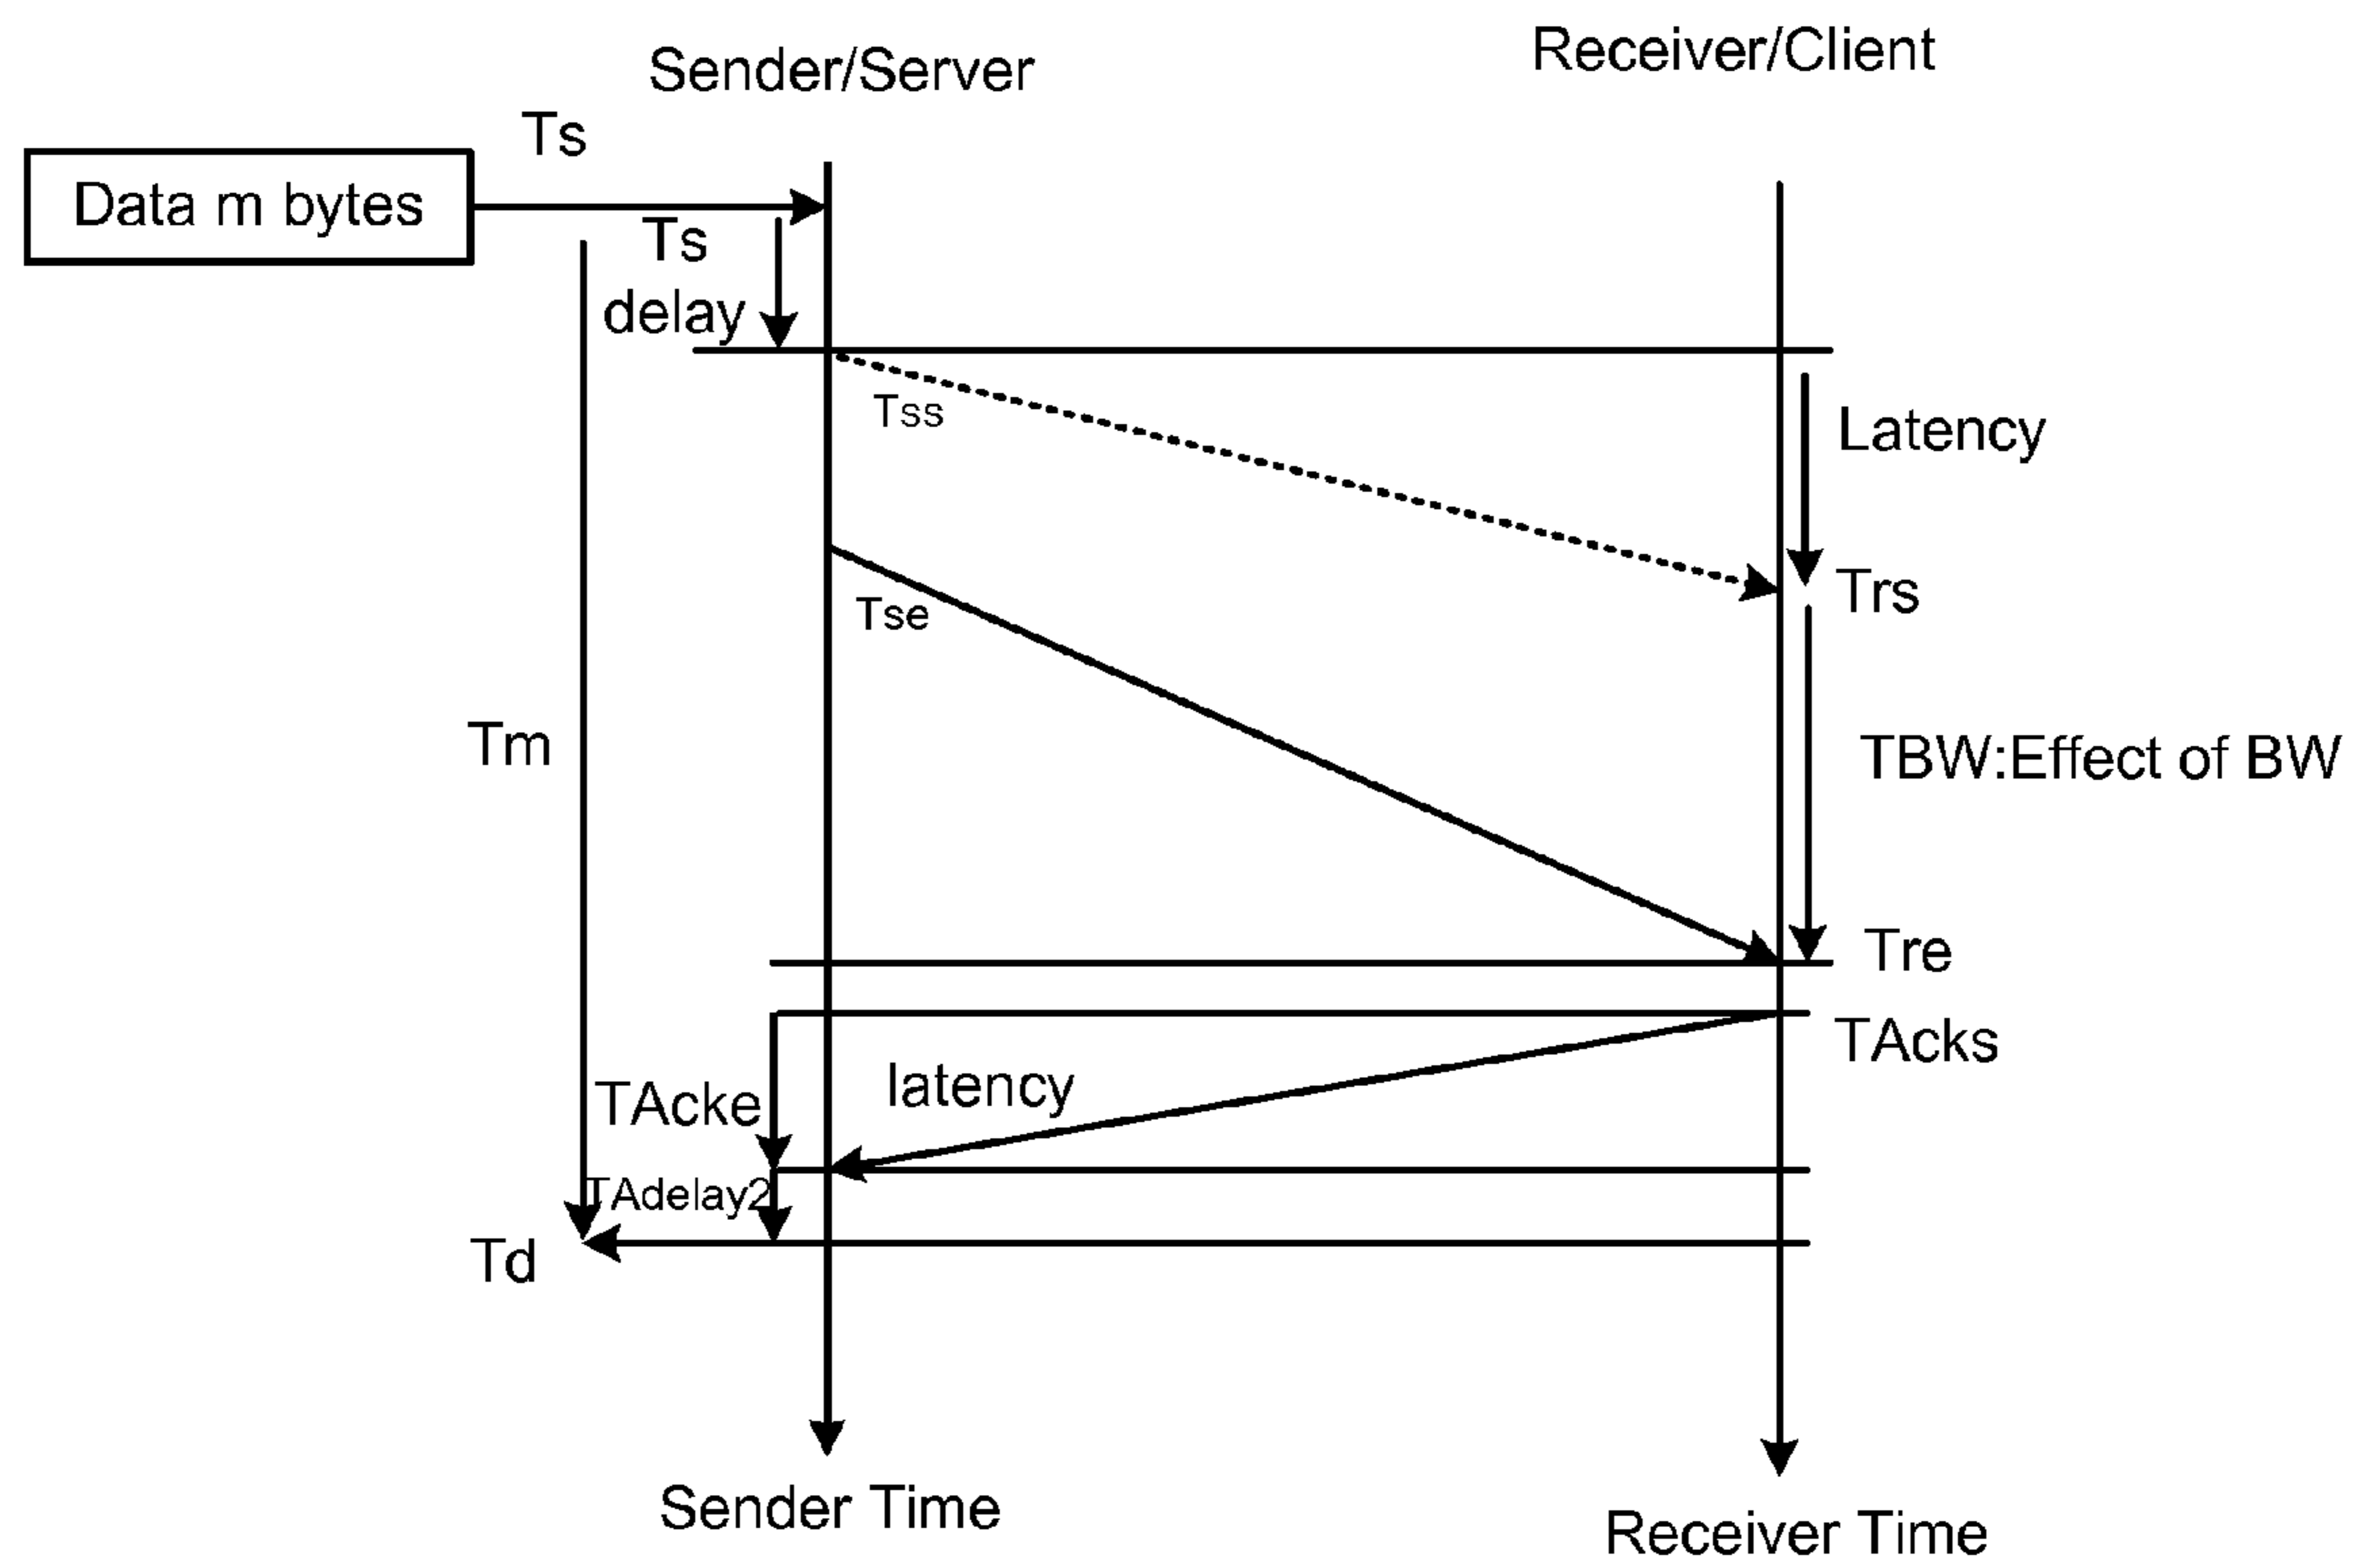 Sender/Server
Receiver/Client
Ts
Data m bytes
Ts
delay
Tss
Latency
Trs
Tse
Tm
TBW:Effect of BW
Tre
TAcks
latency
TAcke
TAdelay2
Td
Sender Time
Receiver Time